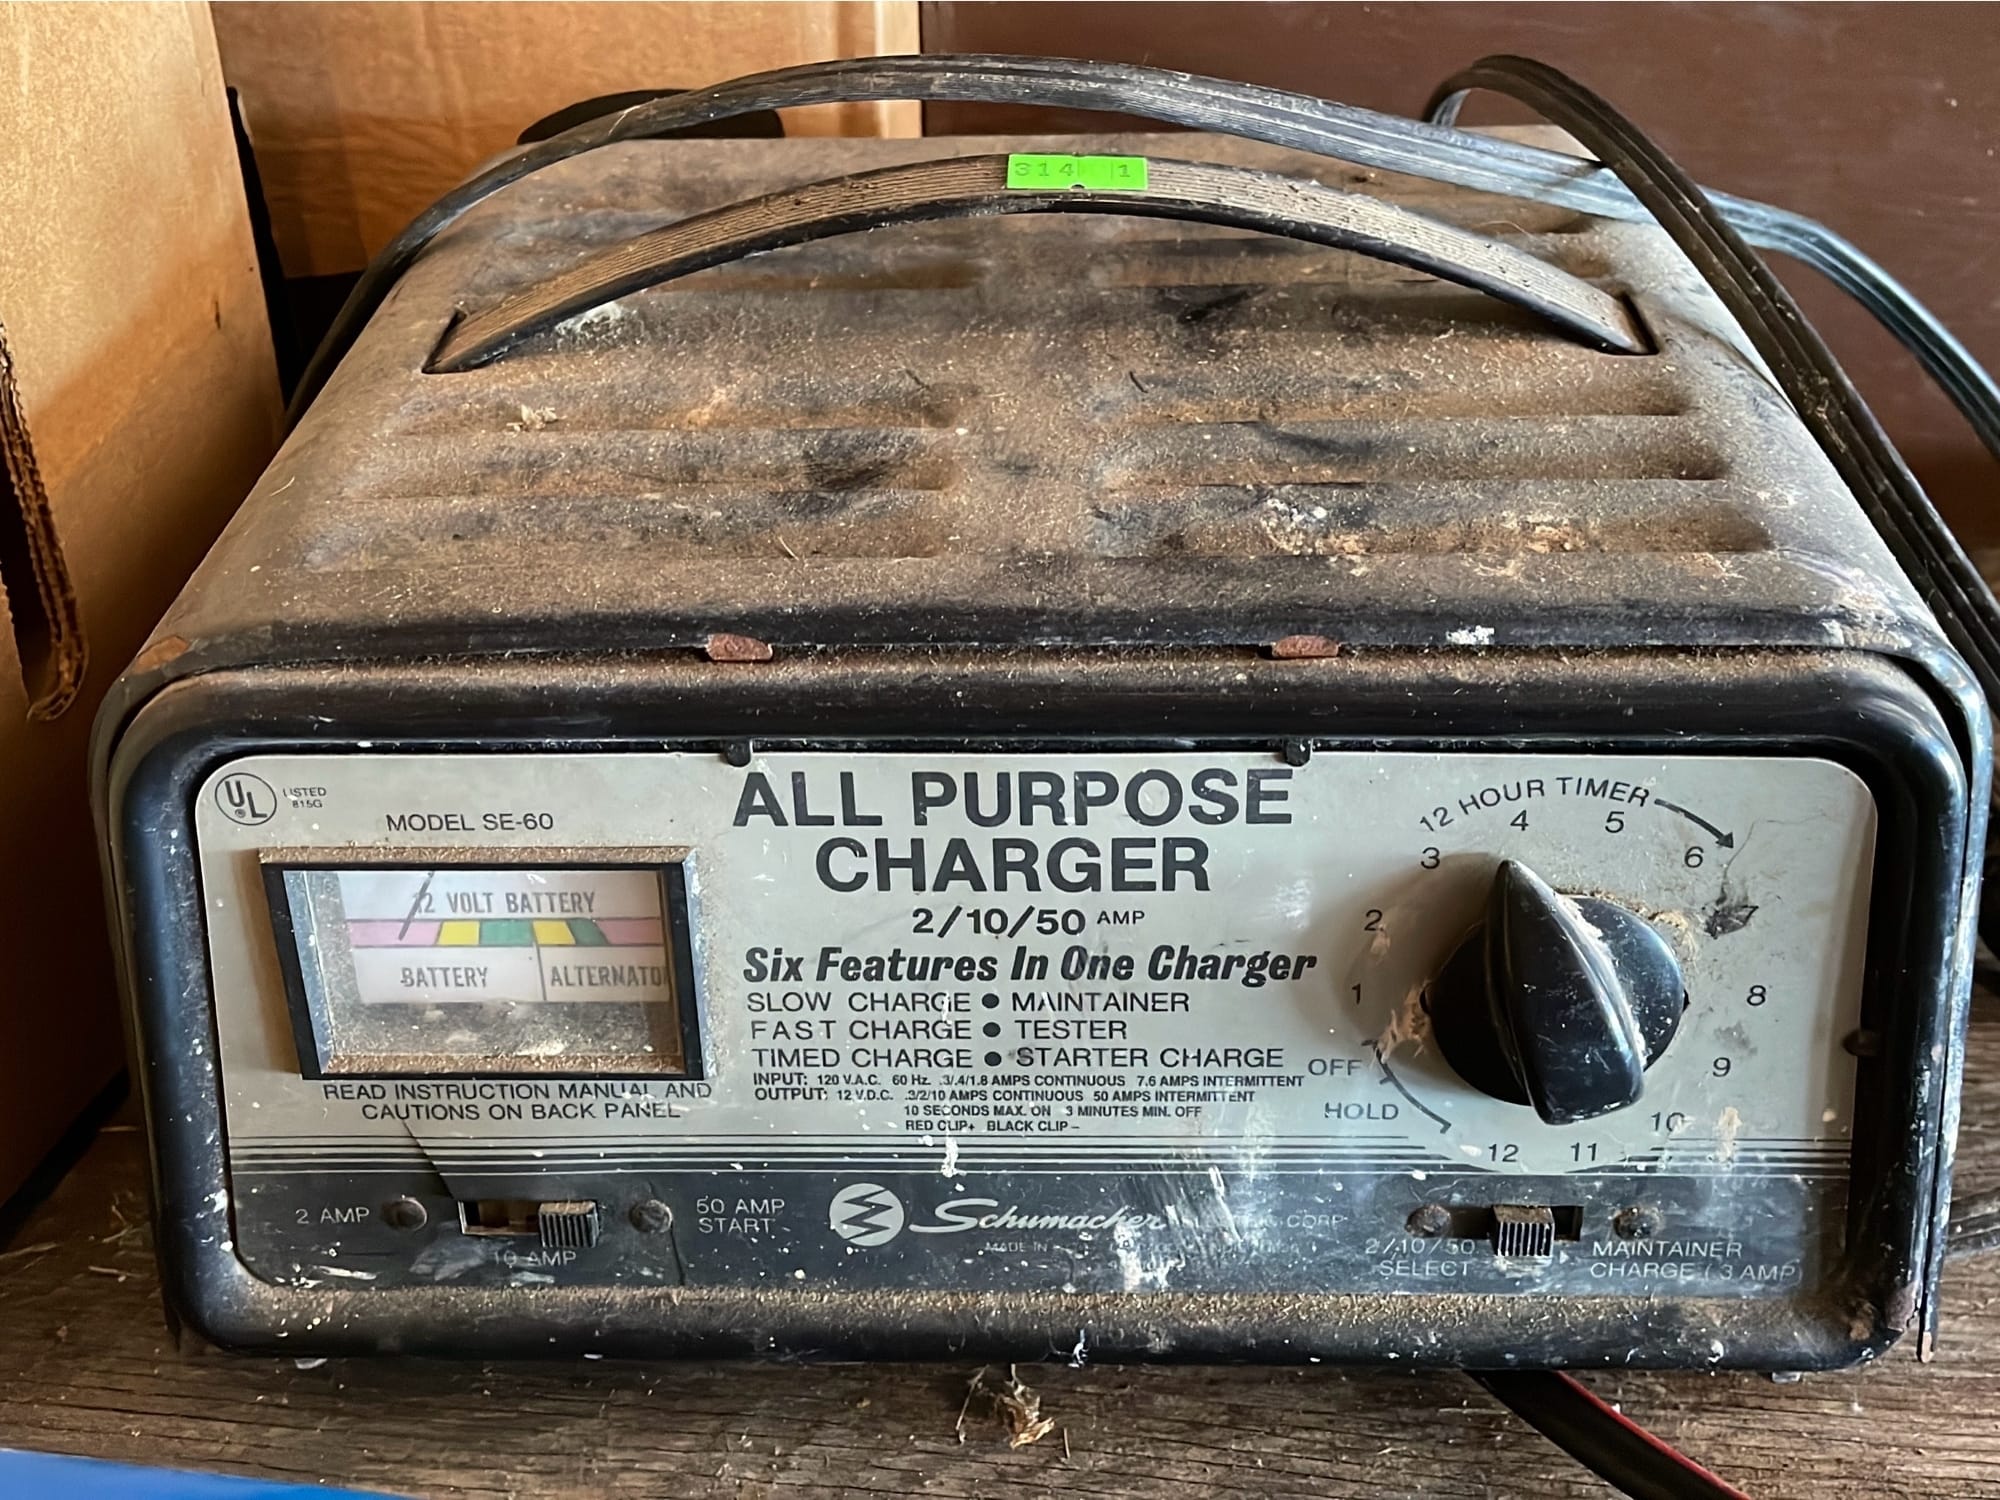 314 1
UL
LISTED
815G
MODEL SE-60
12 VOLT BATTERY
BATTERY
ALTERNATO
READ INSTRUCTION MANUAL AND
CAUTIONS ON BACK PANEL
ALL PURPOSE
CHARGER
2/10/50 AMP
Six Features In One Charger
SLOW CHARGE ● MAINTAINER
FAST CHARGE ● TESTER
TIMED CHARGE ● STARTER CHARGE
INPUT: 120 V.A.C. 60 Hz. .3/.4/1.8 AMPS CONTINUOUS 7.6 AMPS INTERMITTENT
OUTPUT: 12 V.D.C. .3/2/10 AMPS CONTINUOUS 50 AMPS INTERMITTENT
10 SECONDS MAX. ON 3 MINUTES MIN. OFF
RED CLIP+ BLACK CLIP–
12 HOUR TIMER
OFF
1
2
3
4
5
6
7
8
9
10
11
12
HOLD
2 AMP
10 AMP
50 AMP
START
Schumacher CORP
MADE IN
2/10/50
SELECT
MAINTAINER
CHARGE (.3 AMP)